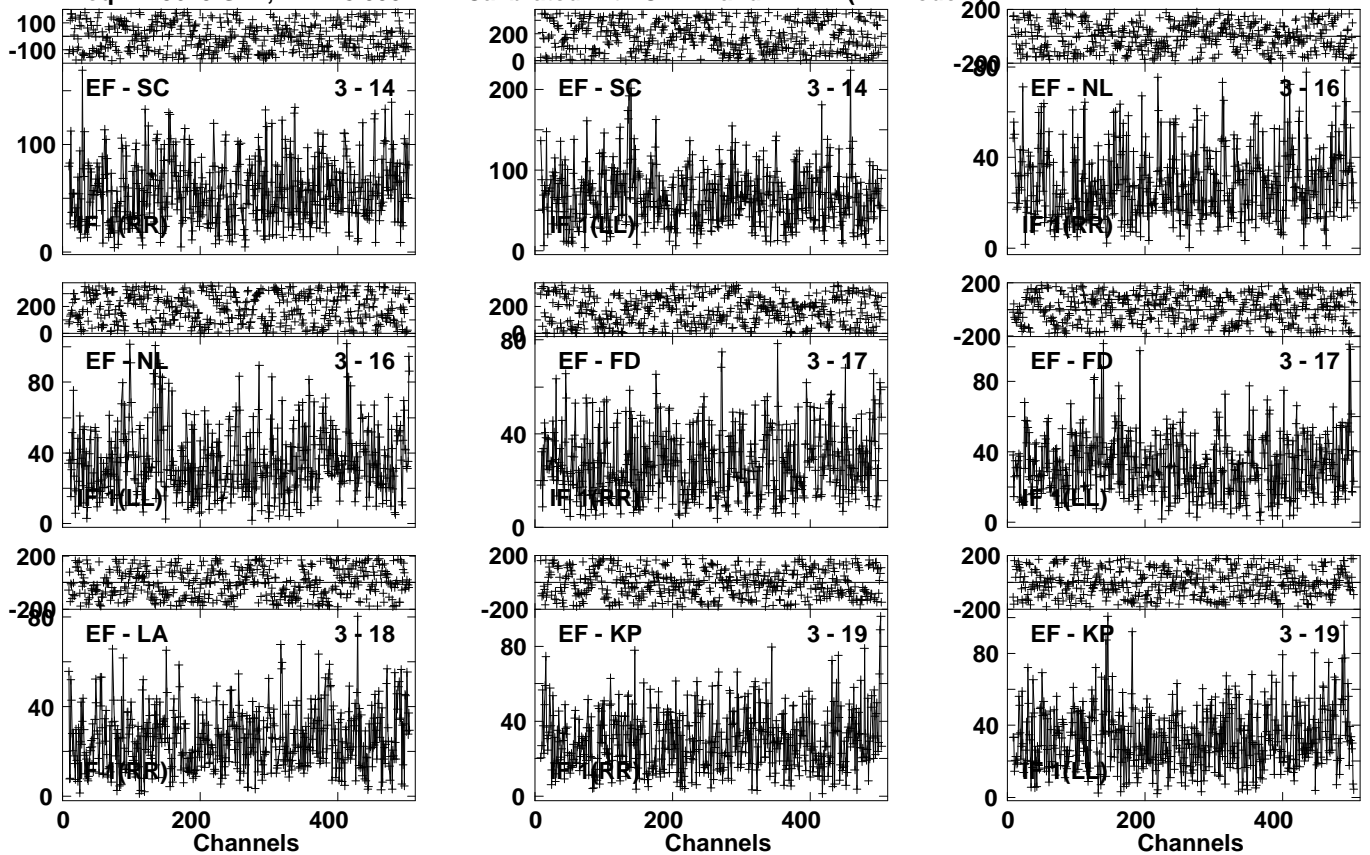 100
-100
EF - SC 3 - 14
100
0
IF 1(RR)
200
0
EF - SC 3 - 14
200
100
0
IF 1(LL)
200
-200
80
EF - NL 3 - 16
40
0
IF 1(RR)
200
0
EF - NL 3 - 16
80
40
0
IF 1(LL)
200
0
80
EF - FD 3 - 17
40
0
IF 1(RR)
200
-200
EF - FD 3 - 17
80
40
0
IF 1(LL)
200
-200
80
EF - LA 3 - 18
40
0
IF 1(RR)
0 200 400
Channels
200
-200
EF - KP 3 - 19
80
40
0
IF 1(RR)
0 200 400
Channels
200
-200
EF - KP 3 - 19
80
40
0
IF 1(LL)
0 200 400
Channels